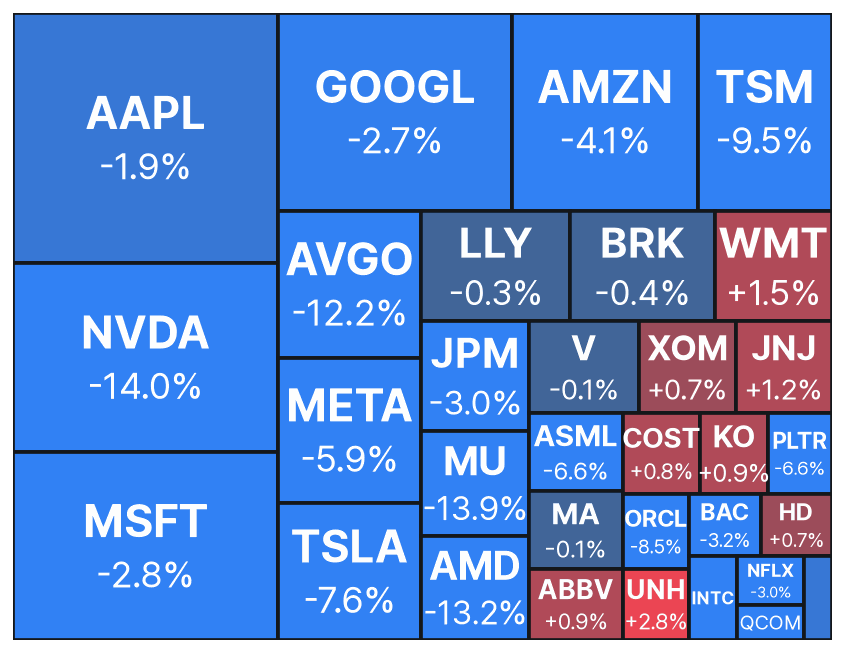 AAPL
-1.9%
GOOGL
-2.7%
AMZN
-4.1%
TSM
-9.5%
AVGO
-12.2%
LLY
-0.3%
BRK
-0.4%
WMT
+1.5%
NVDA
-14.0%
JPM
-3.0%
V
-0.1%
XOM
+0.7%
JNJ
+1.2%
META
-5.9%
MU
-13.9%
ASML
-6.6%
COST
+0.8%
KO
+0.9%
PLTR
-6.6%
MSFT
-2.8%
TSLA
-7.6%
AMD
-13.2%
MA
-0.1%
ORCL
-8.5%
BAC
-3.2%
HD
+0.7%
ABBV
+0.9%
UNH
+2.8%
INTC
NFLX
-3.0%
QCOM